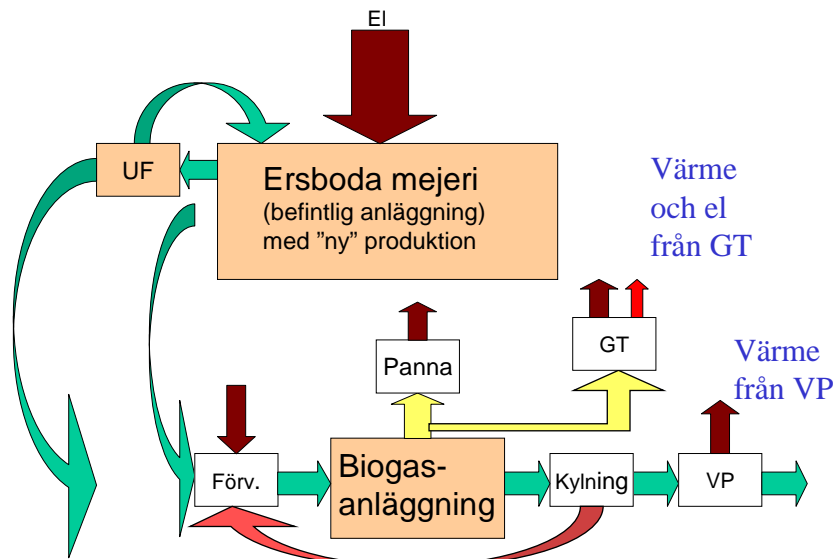 El
UF
Ersboda mejeri
(befintlig anläggning)
med ”ny” produktion
Värme
och el
från GT
Panna
GT
Värme
från VP
Förv.
Biogas-
anläggning
Kylning
VP